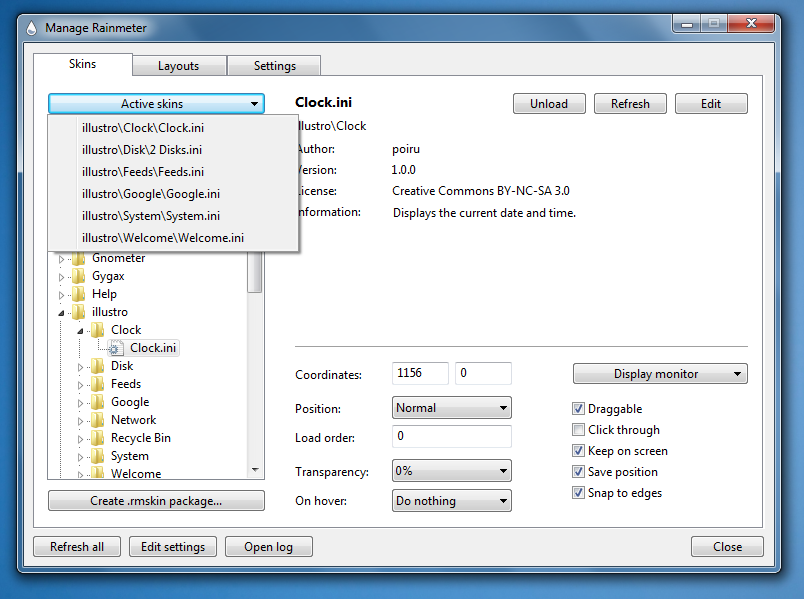 Manage Rainmeter
Skins
Layouts
Settings
Active skins
illustro\Clock\Clock.ini
illustro\Disk\2 Disks.ini
illustro\Feeds\Feeds.ini
illustro\Google\Google.ini
illustro\System\System.ini
illustro\Welcome\Welcome.ini
Gnometer
Gygax
Help
illustro
Clock
Clock.ini
Disk
Feeds
Google
Network
Recycle Bin
System
Welcome
Create .rmskin package...
Clock.ini
Unload
Refresh
Edit
illustro\Clock
Author: poiru
Version: 1.0.0
License: Creative Commons BY-NC-SA 3.0
Information: Displays the current date and time.
Coordinates: 1156 0
Position: Normal
Load order: 0
Transparency: 0%
On hover: Do nothing
Display monitor
Draggable
Click through
Keep on screen
Save position
Snap to edges
Refresh all
Edit settings
Open log
Close